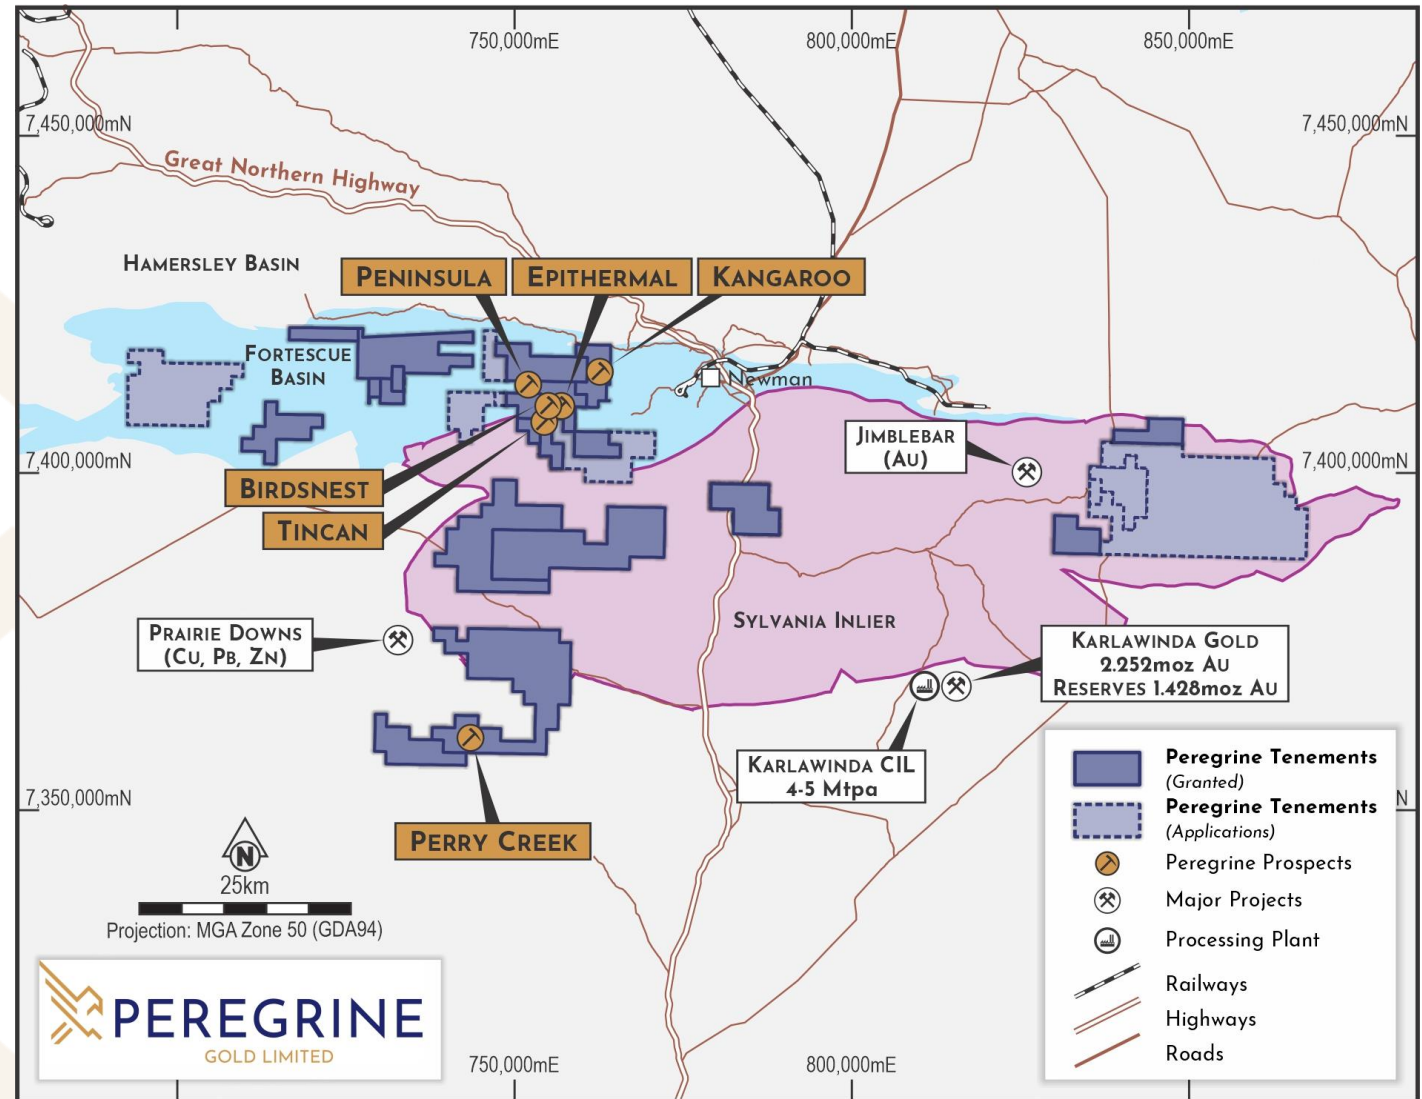 750,000mE
800,000mE
850,000mE
7,450,000mN
7,450,000mN
Great Northern Highway
HAMERSLEY BASIN
PENINSULA
EPITHERMAL
KANGAROO
FORTESCUE
BASIN
Newman
JIMBLEBAR
(AU)
7,400,000mN
7,400,000mN
BIRDSNEST
TINCAN
SYLVANIA INLIER
PRAIRIE DOWNS
(CU, PB, ZN)
KARLAWINDA GOLD
2.252MOZ AU
RESERVES 1.428MOZ AU
KARLAWINDA CIL
4-5 Mtpa
7,350,000mN
N
PERRY CREEK
N
25km
Projection: MGA Zone 50 (GDA94)
PEREGRINE
GOLD LIMITED
750,000mE
800,000mE
Peregrine Tenements
(Granted)
Peregrine Tenements
(Applications)
Peregrine Prospects
Major Projects
Processing Plant
Railways
Highways
Roads